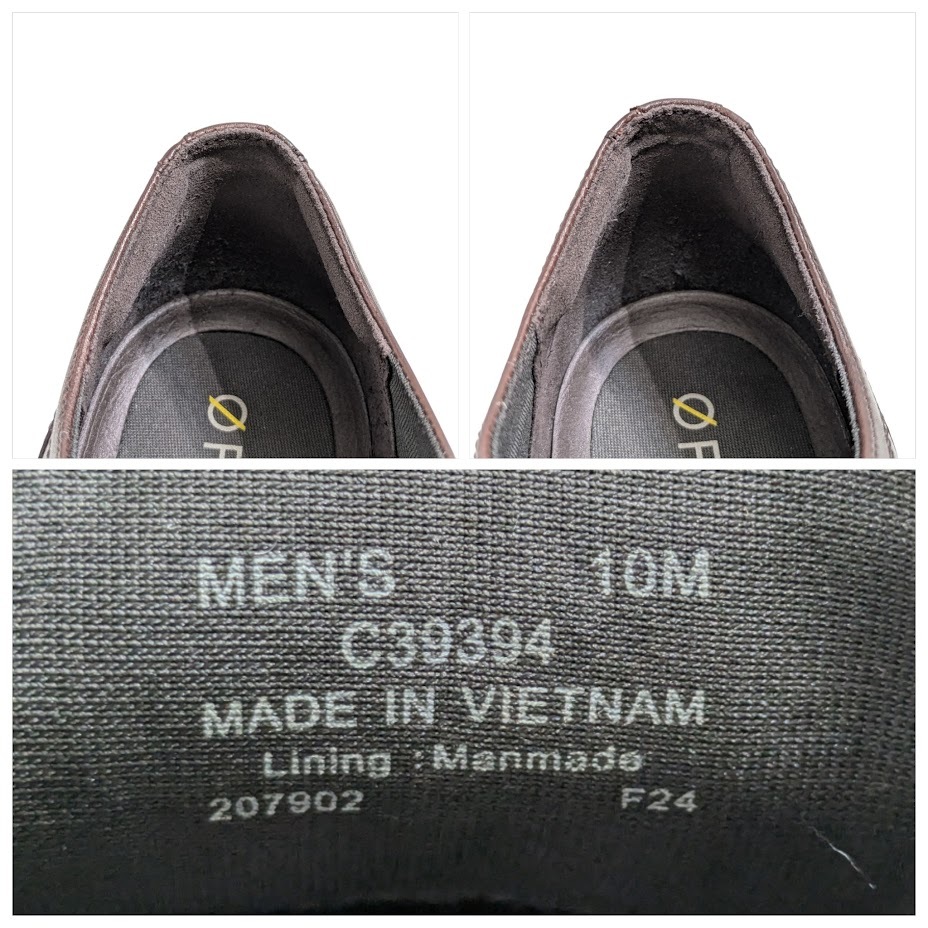 Ø F
Ø F
MEN'S 10M
C39394
MADE IN VIETNAM
Lining : Manmade
207902 F24